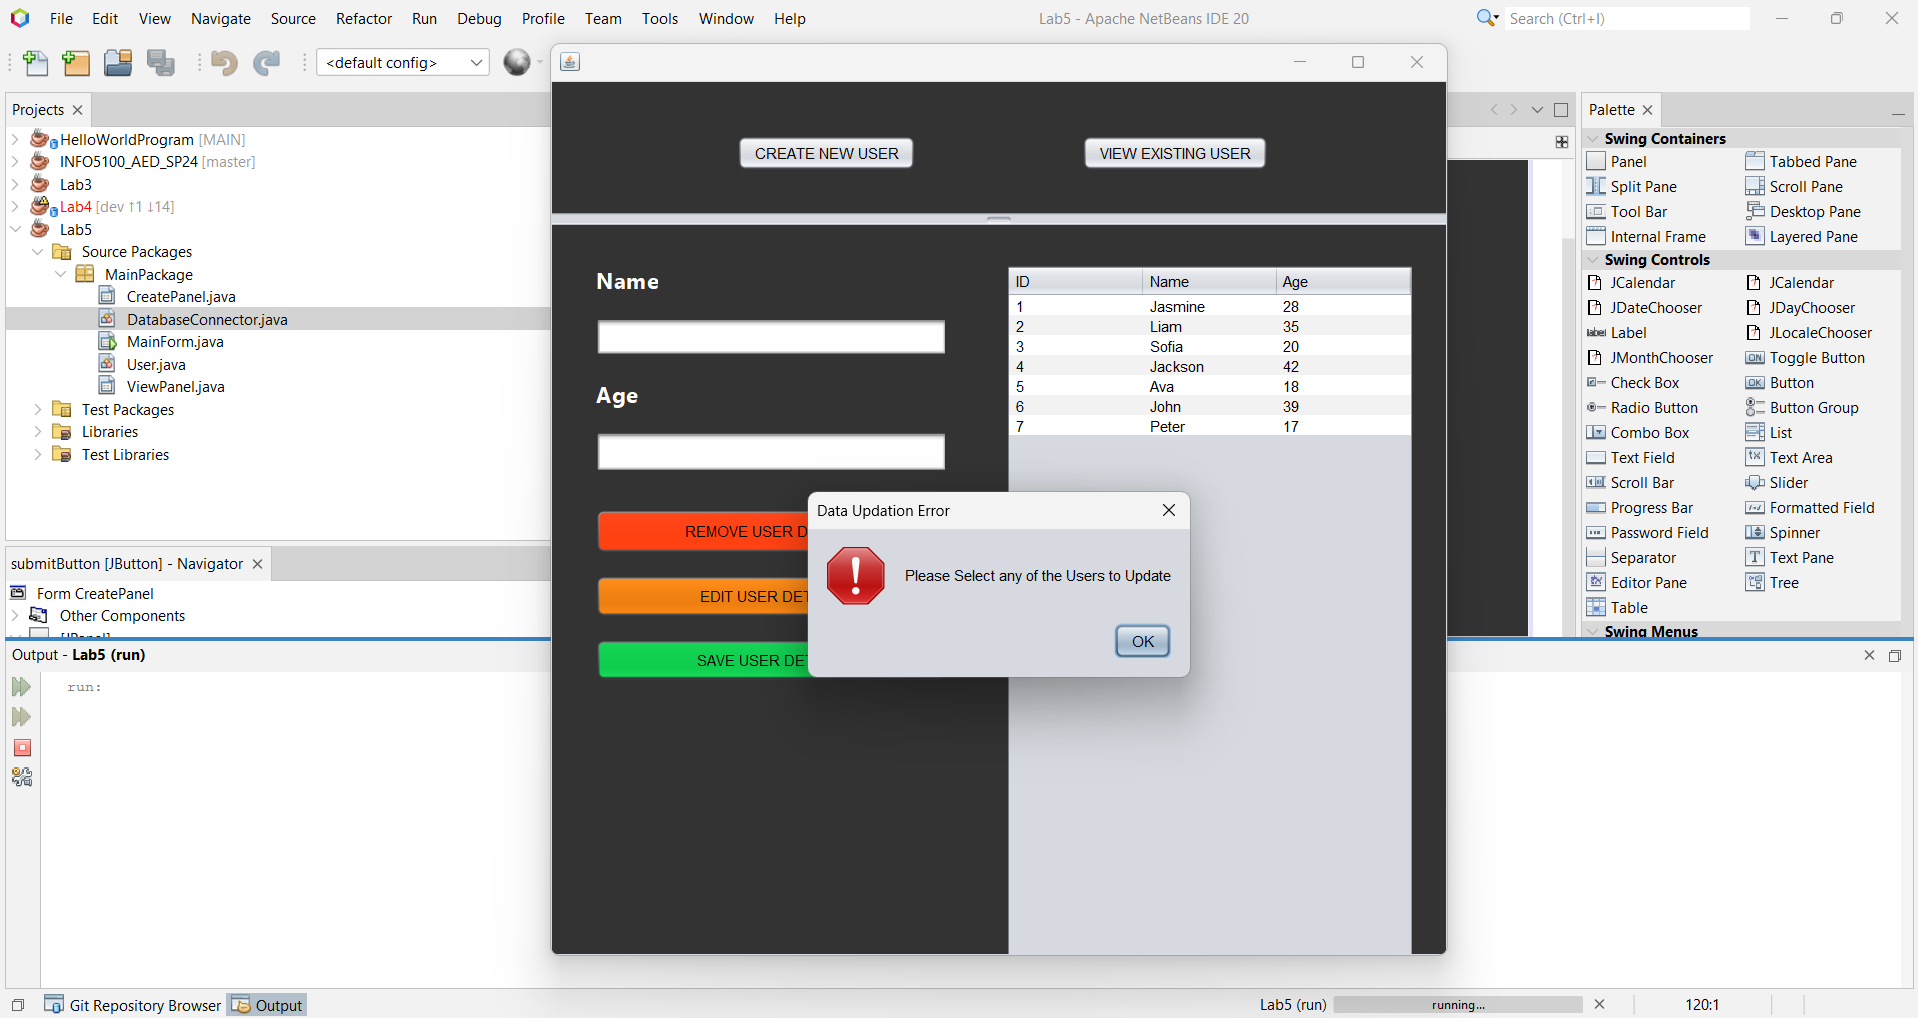 File Edit View Navigate Source Refactor Run Debug Profile Team Tools Window Help
Lab5 - Apache NetBeans IDE 20
Search (Ctrl+I)
<default config>
Projects
HelloWorldProgram [MAIN]
INFO5100_AED_SP24 [master]
Lab3
Lab4 [dev ↑1 ↓14]
Lab5
Source Packages
MainPackage
CreatePanel.java
DatabaseConnector.java
MainForm.java
User.java
ViewPanel.java
Test Packages
Libraries
Test Libraries
submitButton [JButton] - Navigator
Form CreatePanel
Other Components
[JPanel]
CREATE NEW USER
VIEW EXISTING USER
Name
Age
REMOVE USER D
EDIT USER DET
SAVE USER DET
ID Name Age
1 Jasmine 28
2 Liam 35
3 Sofia 20
4 Jackson 42
5 Ava 18
6 John 39
7 Peter 17
Data Updation Error
Please Select any of the Users to Update
OK
Palette
Swing Containers
Panel Tabbed Pane
Split Pane Scroll Pane
Tool Bar Desktop Pane
Internal Frame Layered Pane
Swing Controls
JCalendar JCalendar
JDateChooser JDayChooser
label Label JLocaleChooser
JMonthChooser ON Toggle Button
Check Box OK Button
Radio Button Button Group
Combo Box List
Text Field Text Area
Scroll Bar Slider
Progress Bar Formatted Field
Password Field Spinner
Separator Text Pane
Editor Pane Tree
Table
Swing Menus
Output - Lab5 (run)
run:
Git Repository Browser
Output
Lab5 (run)
running...
120:1